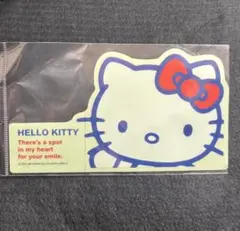 HELLO KITTY
There's a spot
in my heart
for your smile.